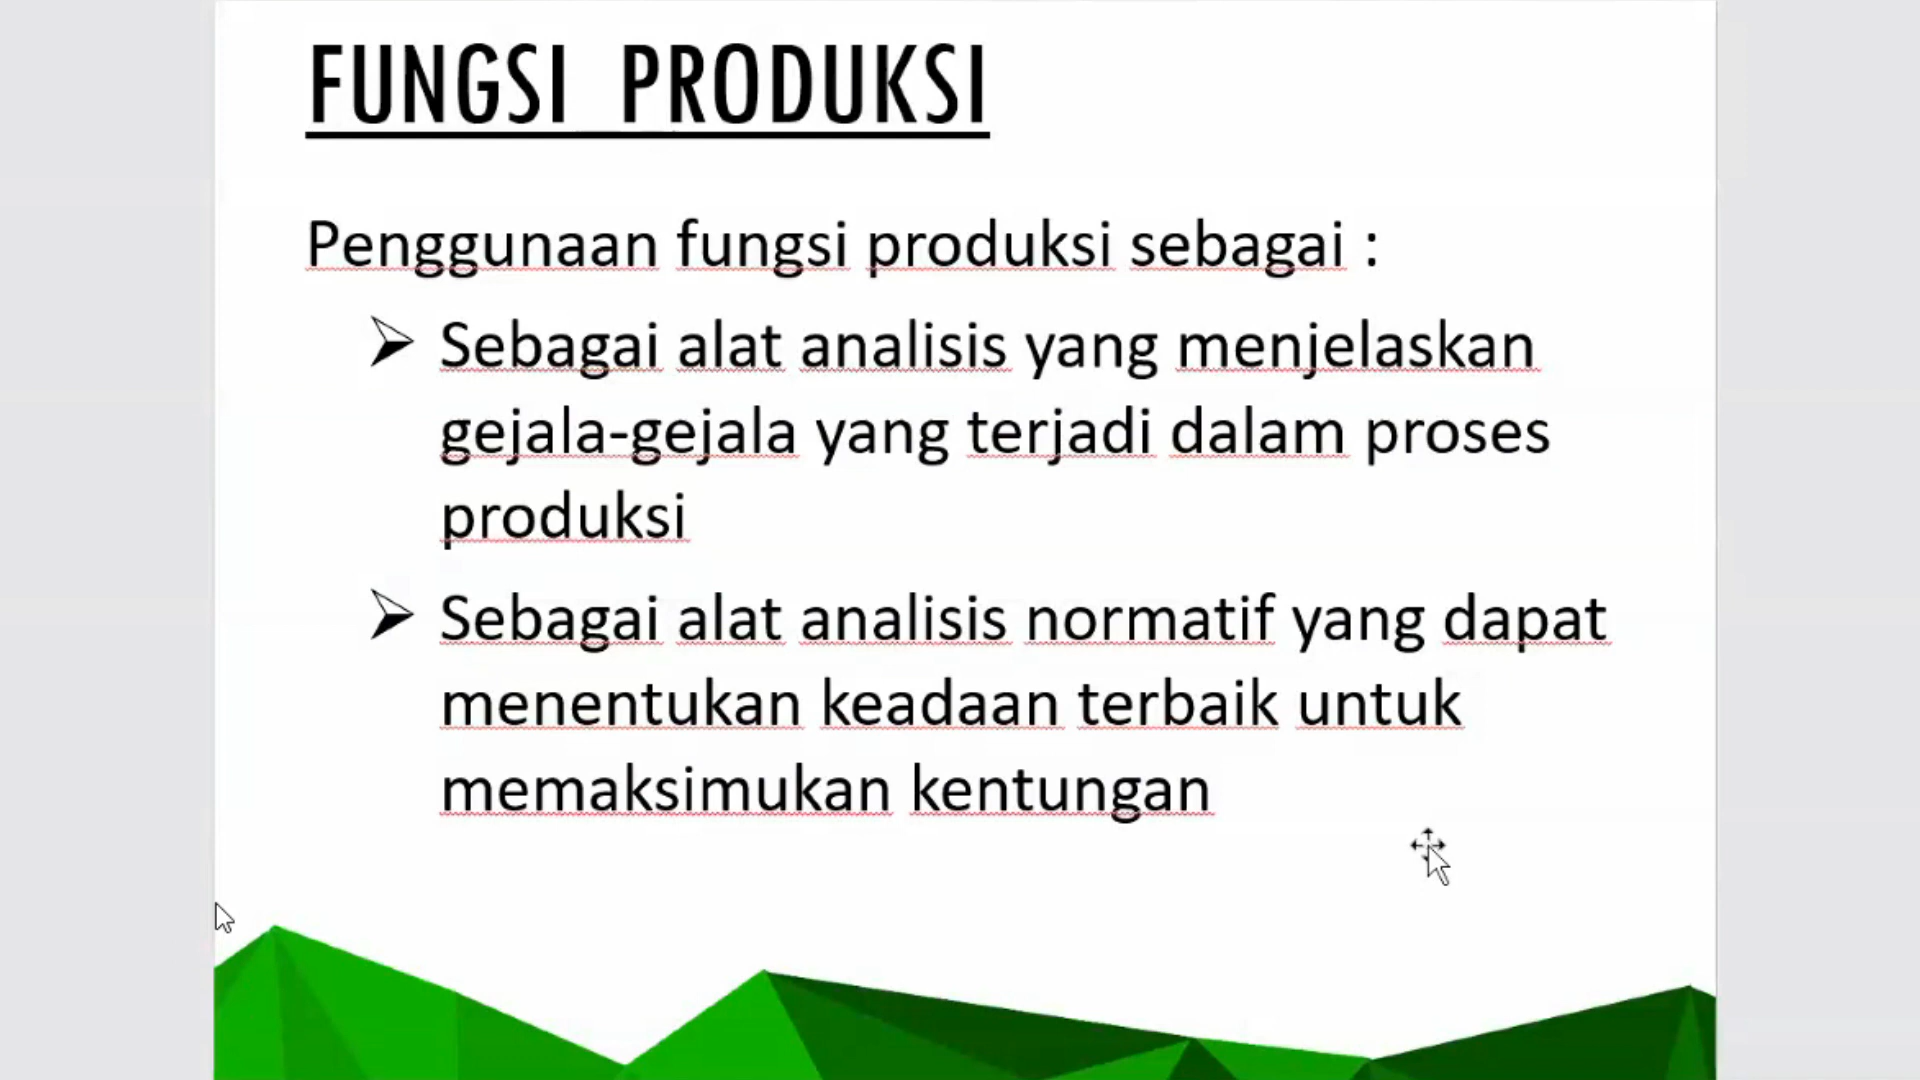 FUNGSI PRODUKSI
Penggunaan fungsi produksi sebagai :
Sebagai alat analisis yang menjelaskan
gejala-gejala yang terjadi dalam proses
produksi
Sebagai alat analisis normatif yang dapat
menentukan keadaan terbaik untuk
memaksimukan kentungan